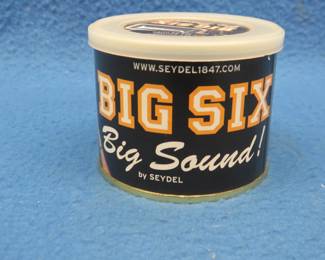 WWW.SEYDEL1847.COM
BIG SIX
Big Sound!
by SEYDEL